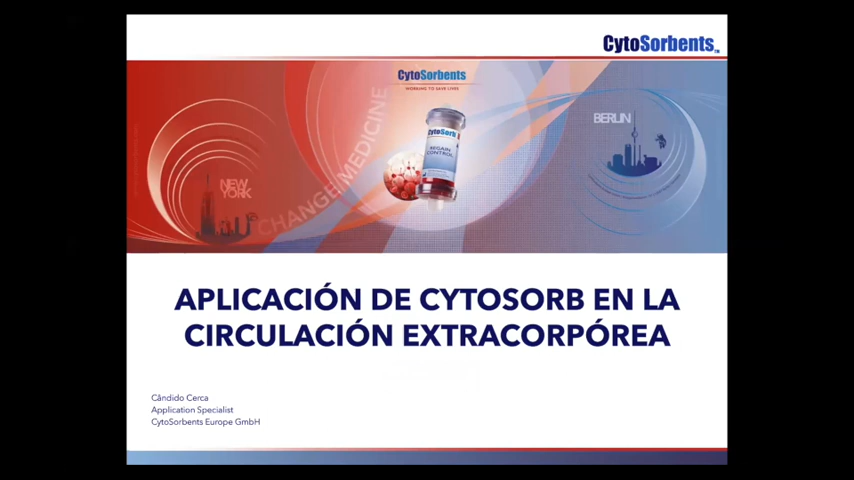 CytoSorbents
CytoSorbents
WORKING TO SAVE LIVES
CHANGE MEDICINE
CytoSorb
REGAIN
CONTROL
NEW
YORK
BERLIN
APLICACIÓN DE CYTOSORB EN LA
CIRCULACIÓN EXTRACORPÓREA
Cândido Cerca
Application Specialist
CytoSorbents Europe GmbH